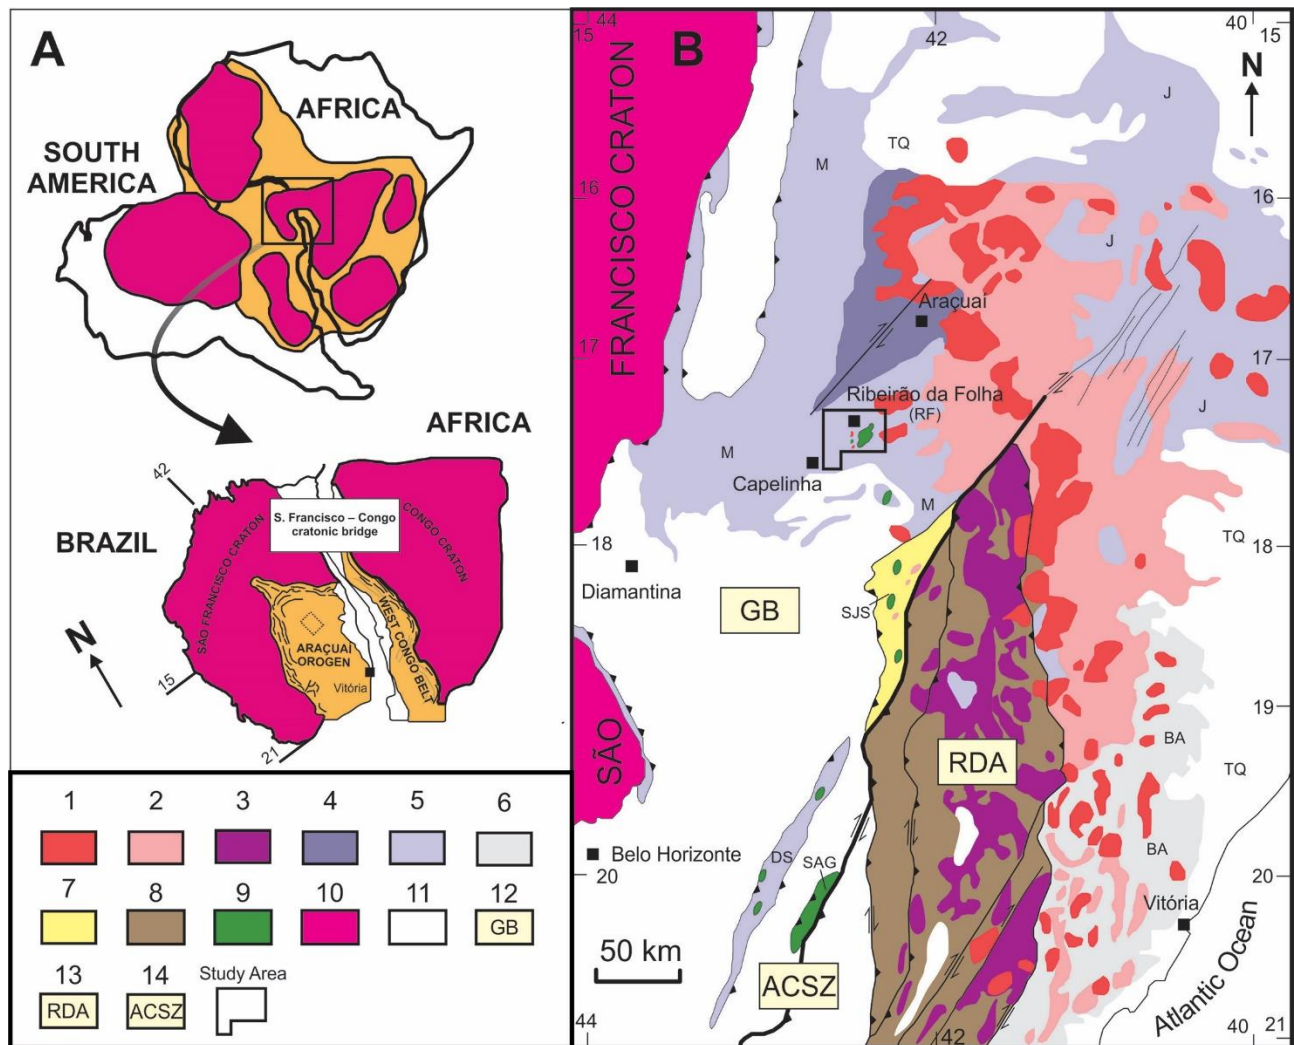 A
AFRICA
SOUTH
AMERICA
AFRICA
42
S. Francisco – Congo
cratonic bridge
BRAZIL
SÃO FRANCISCO CRATON
CONGO CRATON
WEST CONGO BELT
ARAÇUAÍ
OROGEN
Vitória
N
15
21
1 2 3 4 5 6
7 8 9 10 11 12
GB
13 14 Study Area
RDA ACSZ
B
44
15
42
40
15
N
SÃO FRANCISCO CRATON
J
TQ
M
16
16
J
Araçuaí
17
17
Ribeirão da Folha
(RF)
J
M
Capelinha
M
TQ
18
18
Diamantina
GB
SJS
19
RDA
BA
TQ
Belo Horizonte
DS
SAG
BA
20
20
Vitória
50 km
ACSZ
Atlantic Ocean
44
42
40
21